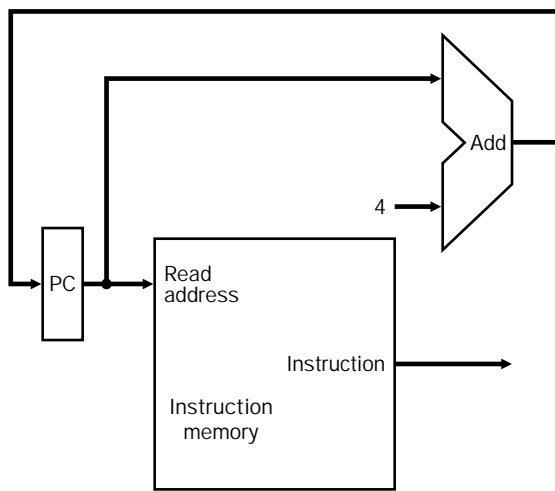 Add
4
PC
Read
address
Instruction
Instruction
memory